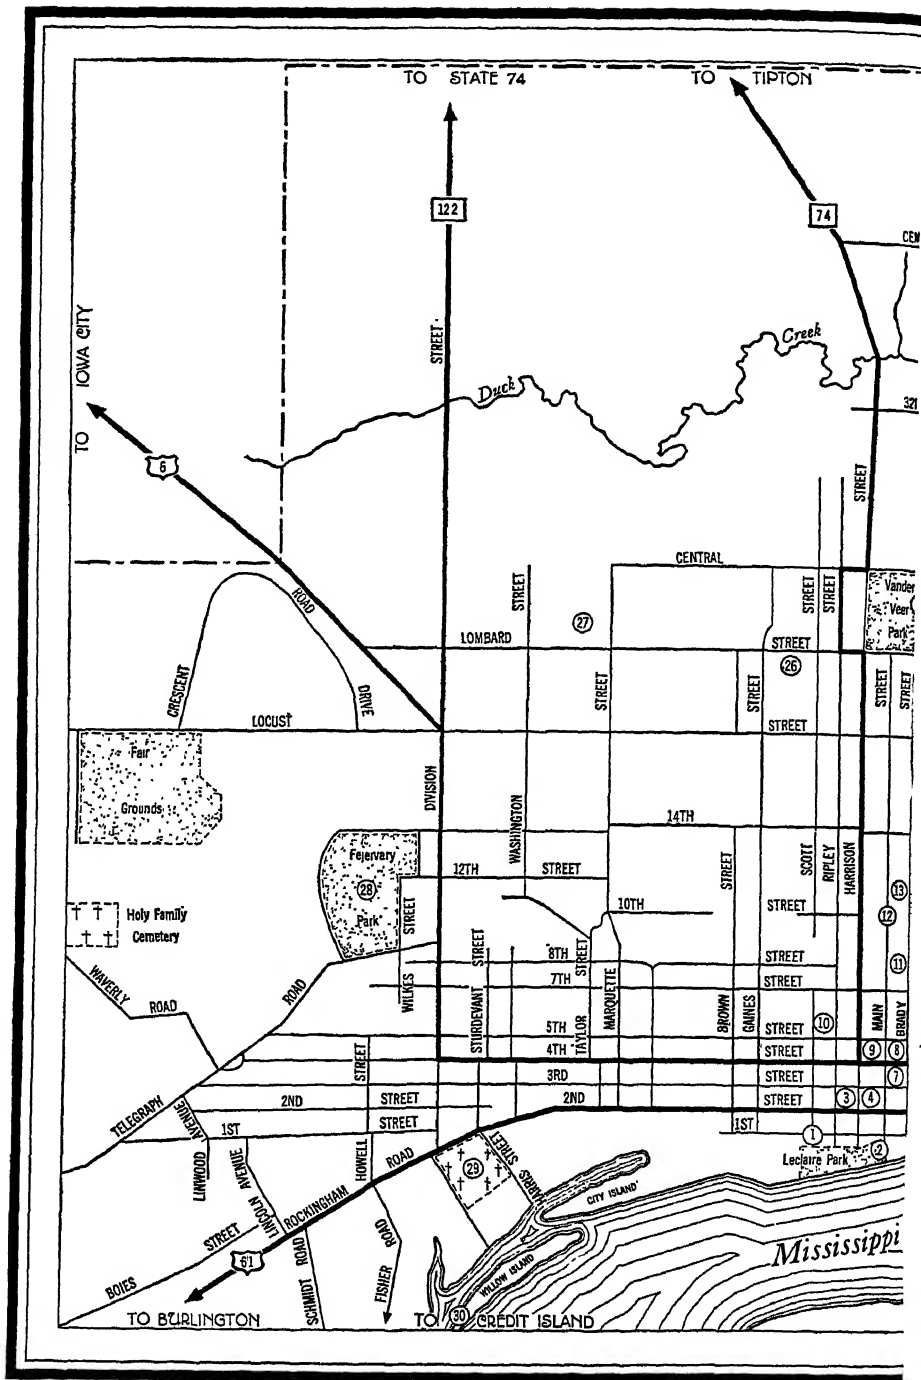 TO STATE 74
TO TIPTON
122
74
CEN
TO IOWA CITY
STREET
Creek
Duck
321
6
STREET
CENTRAL
ROAD
STREET
STREET
STREET
Vander
Veer
Park
27
LOMBARD
STREET
26
CRESCENT
DRIVE
STREET
STREET
STREET
STREET
LOCUST
STREET
Fair
Grounds
DIVISION
WASHINGTON
14TH
Fejervary
28
Park
12TH
STREET
STREET
SCOTT
RIPLEY
HARRISON
13
Holy Family
Cemetery
STREET
10TH
STREET
12
WAVERLY
ROAD
ROAD
WILKES
STREET
8TH
STREET
STREET
11
7TH
STREET
STURDEVANT
TAYLOR
MARQUETTE
BROWN
GAINES
10
MAIN
BRADY
5TH
STREET
4TH
STREET
9
8
STREET
3RD
STREET
7
TELEGRAPH
AVENUE
2ND
STREET
2ND
STREET
3
4
1ST
STREET
1ST
1
LINWOOD
LINCOLN AVENUE
HOWELL
ROAD
29
HARRIS
STREET
Leclaire Park
2
ROCKINGHAM
CITY ISLAND
BOIES
STREET
61
SCHMIDT
ROAD
FISHER
ROAD
WILLOW ISLAND
Mississippi
TO BURLINGTON
TO
30
CREDIT ISLAND